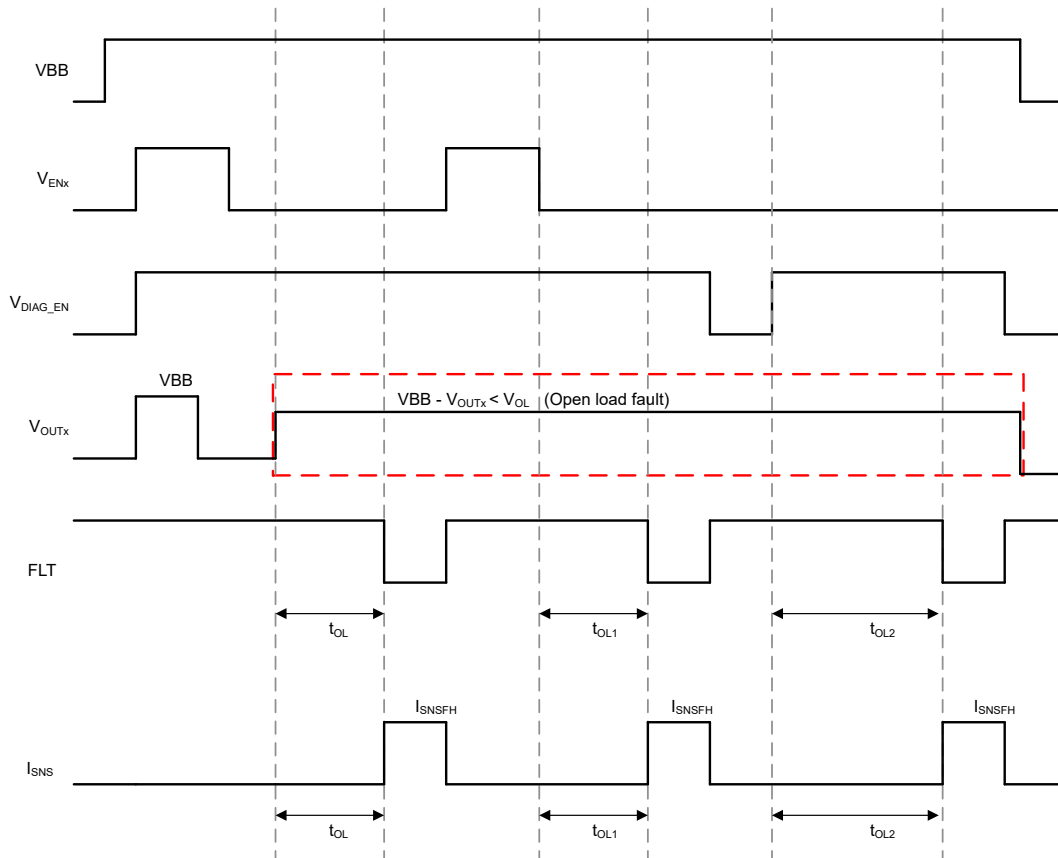 VBB
VENx
VDIAG_EN
VBB
VBB - VOUTx < VOL (Open load fault)
VOUTx
FLT
tOL
tOL1
tOL2
ISNSFH
ISNSFH
ISNSFH
ISNS
tOL
tOL1
tOL2